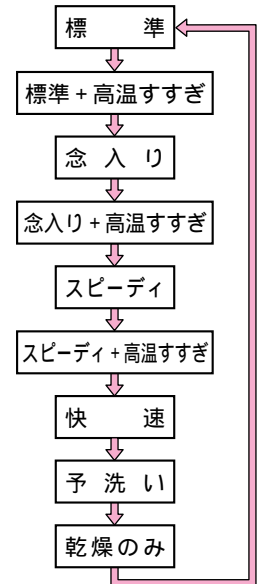 標　準
標準+高温すすぎ
念入り
念入り+高温すすぎ
スピーディ
スピーディ+高温すすぎ
快　速
予洗い
乾燥のみ